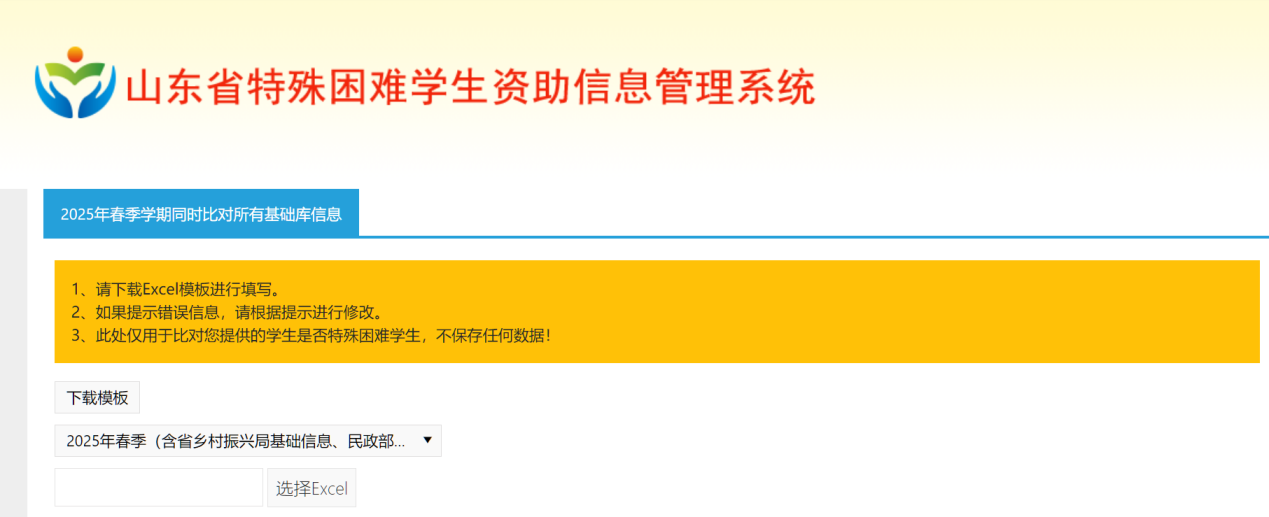 山东省特殊困难学生资助信息管理系统
2025年春季学期同时比对所有基础库信息
1、请下载Excel模板进行填写。
2、如果提示错误信息，请根据提示进行修改。
3、此处仅用于比对您提供的学生是否特殊困难学生，不保存任何数据！
下载模板
2025年春季（含省乡村振兴局基础信息、民政部...
选择Excel